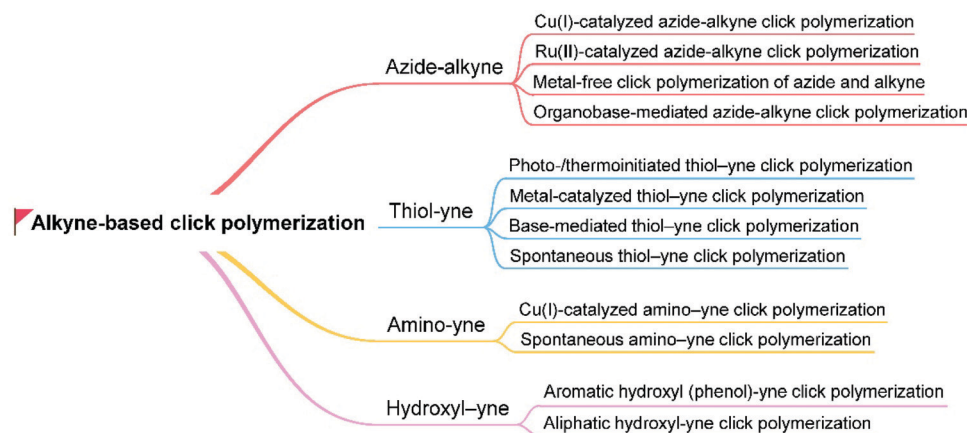 Alkyne-based click polymerization
Azide-alkyne
Cu(I)-catalyzed azide-alkyne click polymerization
Ru(II)-catalyzed azide-alkyne click polymerization
Metal-free click polymerization of azide and alkyne
Organobase-mediated azide-alkyne click polymerization
Thiol-yne
Photo-/thermoinitiated thiol–yne click polymerization
Metal-catalyzed thiol–yne click polymerization
Base-mediated thiol–yne click polymerization
Spontaneous thiol–yne click polymerization
Amino-yne
Cu(I)-catalyzed amino–yne click polymerization
Spontaneous amino–yne click polymerization
Hydroxyl–yne
Aromatic hydroxyl (phenol)-yne click polymerization
Aliphatic hydroxyl-yne click polymerization